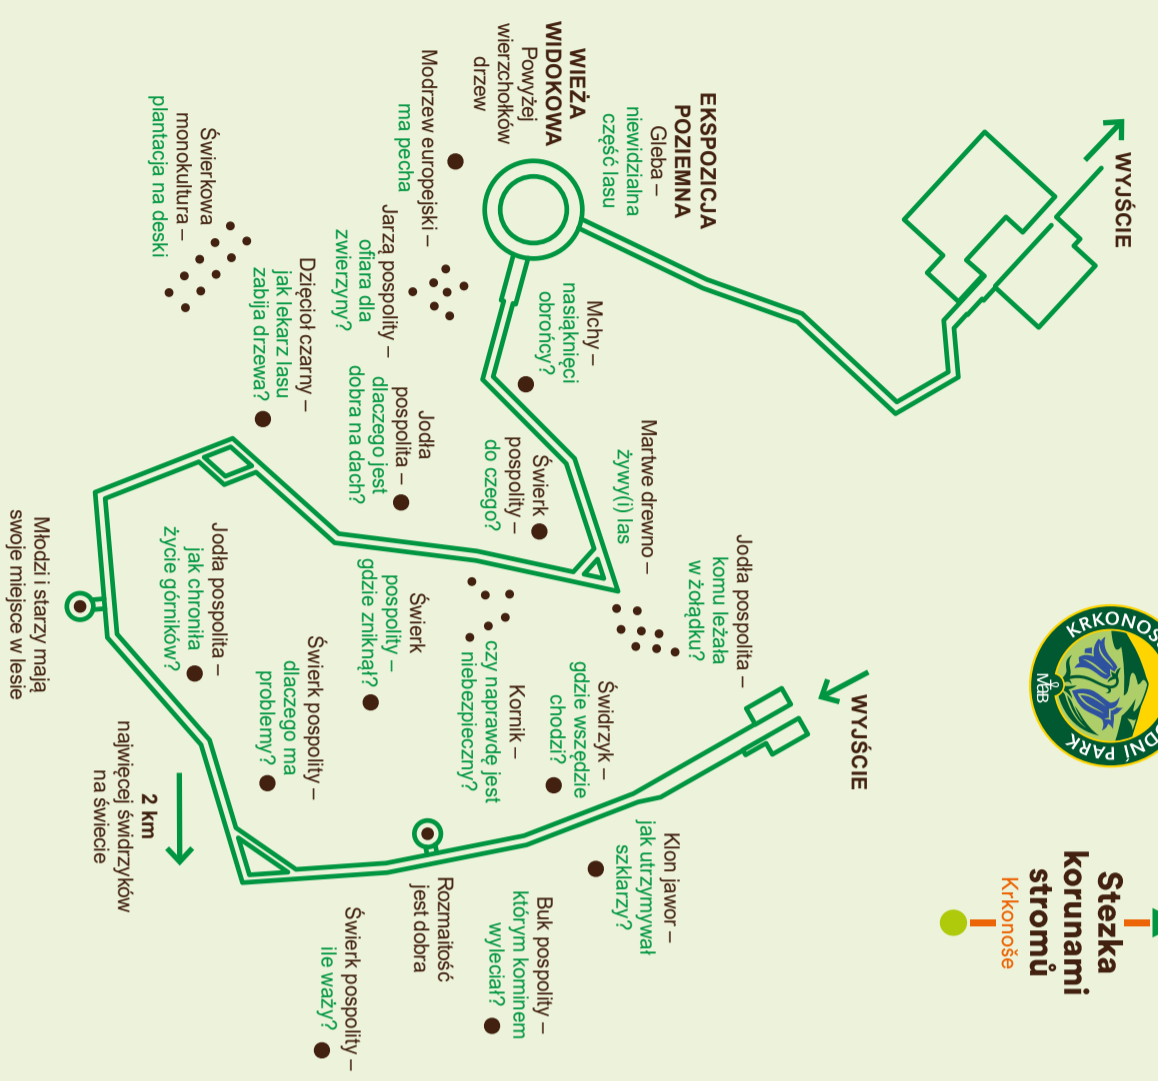 KRKONOŠ
DNÍ PARK
MaB
Stezka
korunami
stromů
Krkonoše
WYJŚCIE
WYJŚCIE
EKSPOZICJA
POZIEMNA
Gleba –
niewidzialna
część lasu
WIEŻA
WIDOKOWA
Powyżej
wierzchołków
drzew
Jodła pospolita –
komu leżała
w żołądku?
Martwe drewno –
żywy(i) las
Klon jawor –
jak utrzymywał
szklarzy?
Mchy –
nasiąknięci
obrońcy?
Świdrzyk –
gdzie wszędzie
chodzi?
Świerk
pospolity –
do czego?
Buk pospolity –
którym kominem
wyleciał?
Kornik –
czy naprawdę jest
niebezpieczny?
Modrzew europejski –
ma pecha
Rozmaitość
jest dobra
Jarzą pospolity –
ofiara dla
zwierzyny?
Jodła
pospolita –
dlaczego jest
dobra na dach?
Świerk
pospolity –
gdzie zniknął?
Świerk pospolity –
ile waży?
Dzięcioł czarny –
jak lekarz lasu
zabija drzewa?
Świerk pospolity –
dlaczego ma
problemy?
Świerkowa
monokultura –
plantacja na deski
Jodła pospolita –
jak chroniła
życie górników?
2 km
najwięcej świdrzyków
na świecie
Młodzi i starzy mają
swoje miejsce w lesie